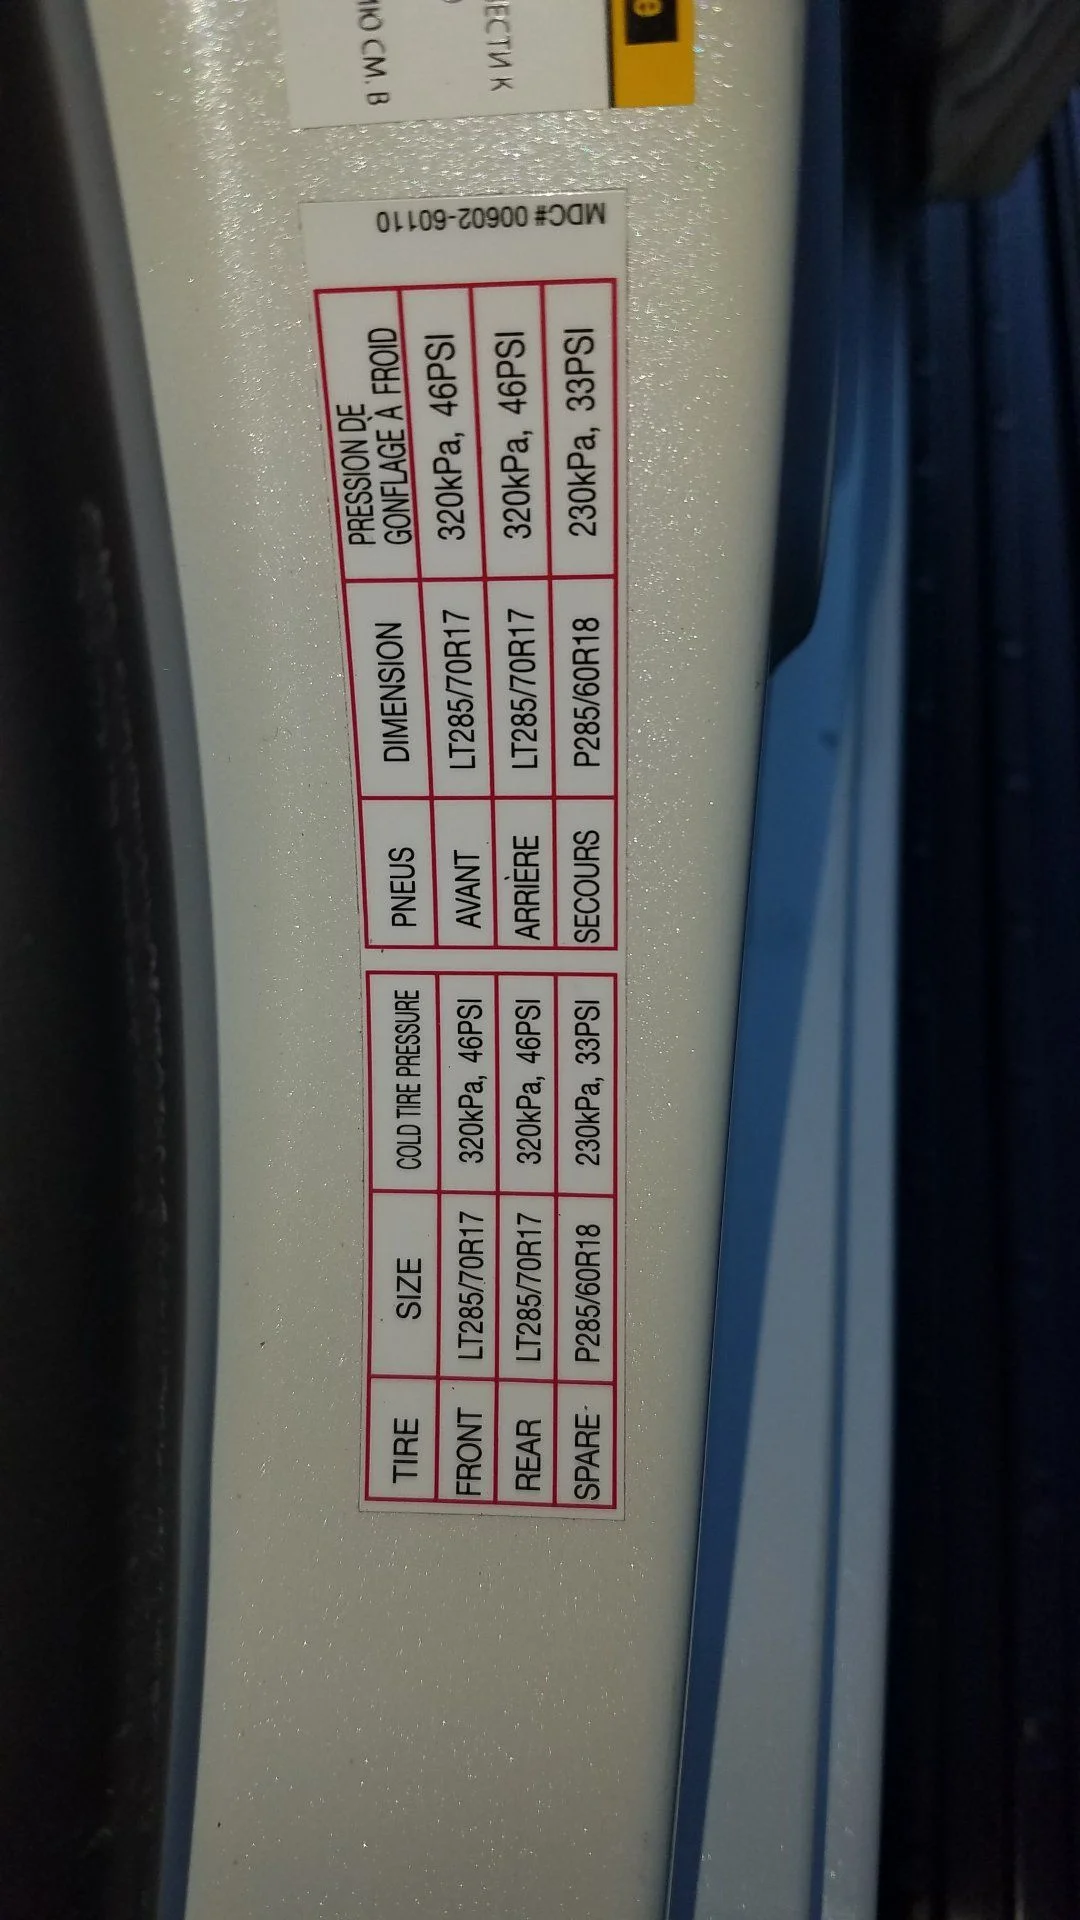 TIRE SIZE COLD TIRE PRESSURE
FRONT LT285/70R17 320kPa, 46PSI
REAR LT285/70R17 320kPa, 46PSI
SPARE P285/60R18 230kPa, 33PSI
PNEUS DIMENSION PRESSION DE
GONFLAGE À FROID
AVANT LT285/70R17 320kPa, 46PSI
ARRIÈRE LT285/70R17 320kPa, 46PSI
SECOURS P285/60R18 230kPa, 33PSI
MDC# 00602-60110
СМ. В
ЕСТИ К
e